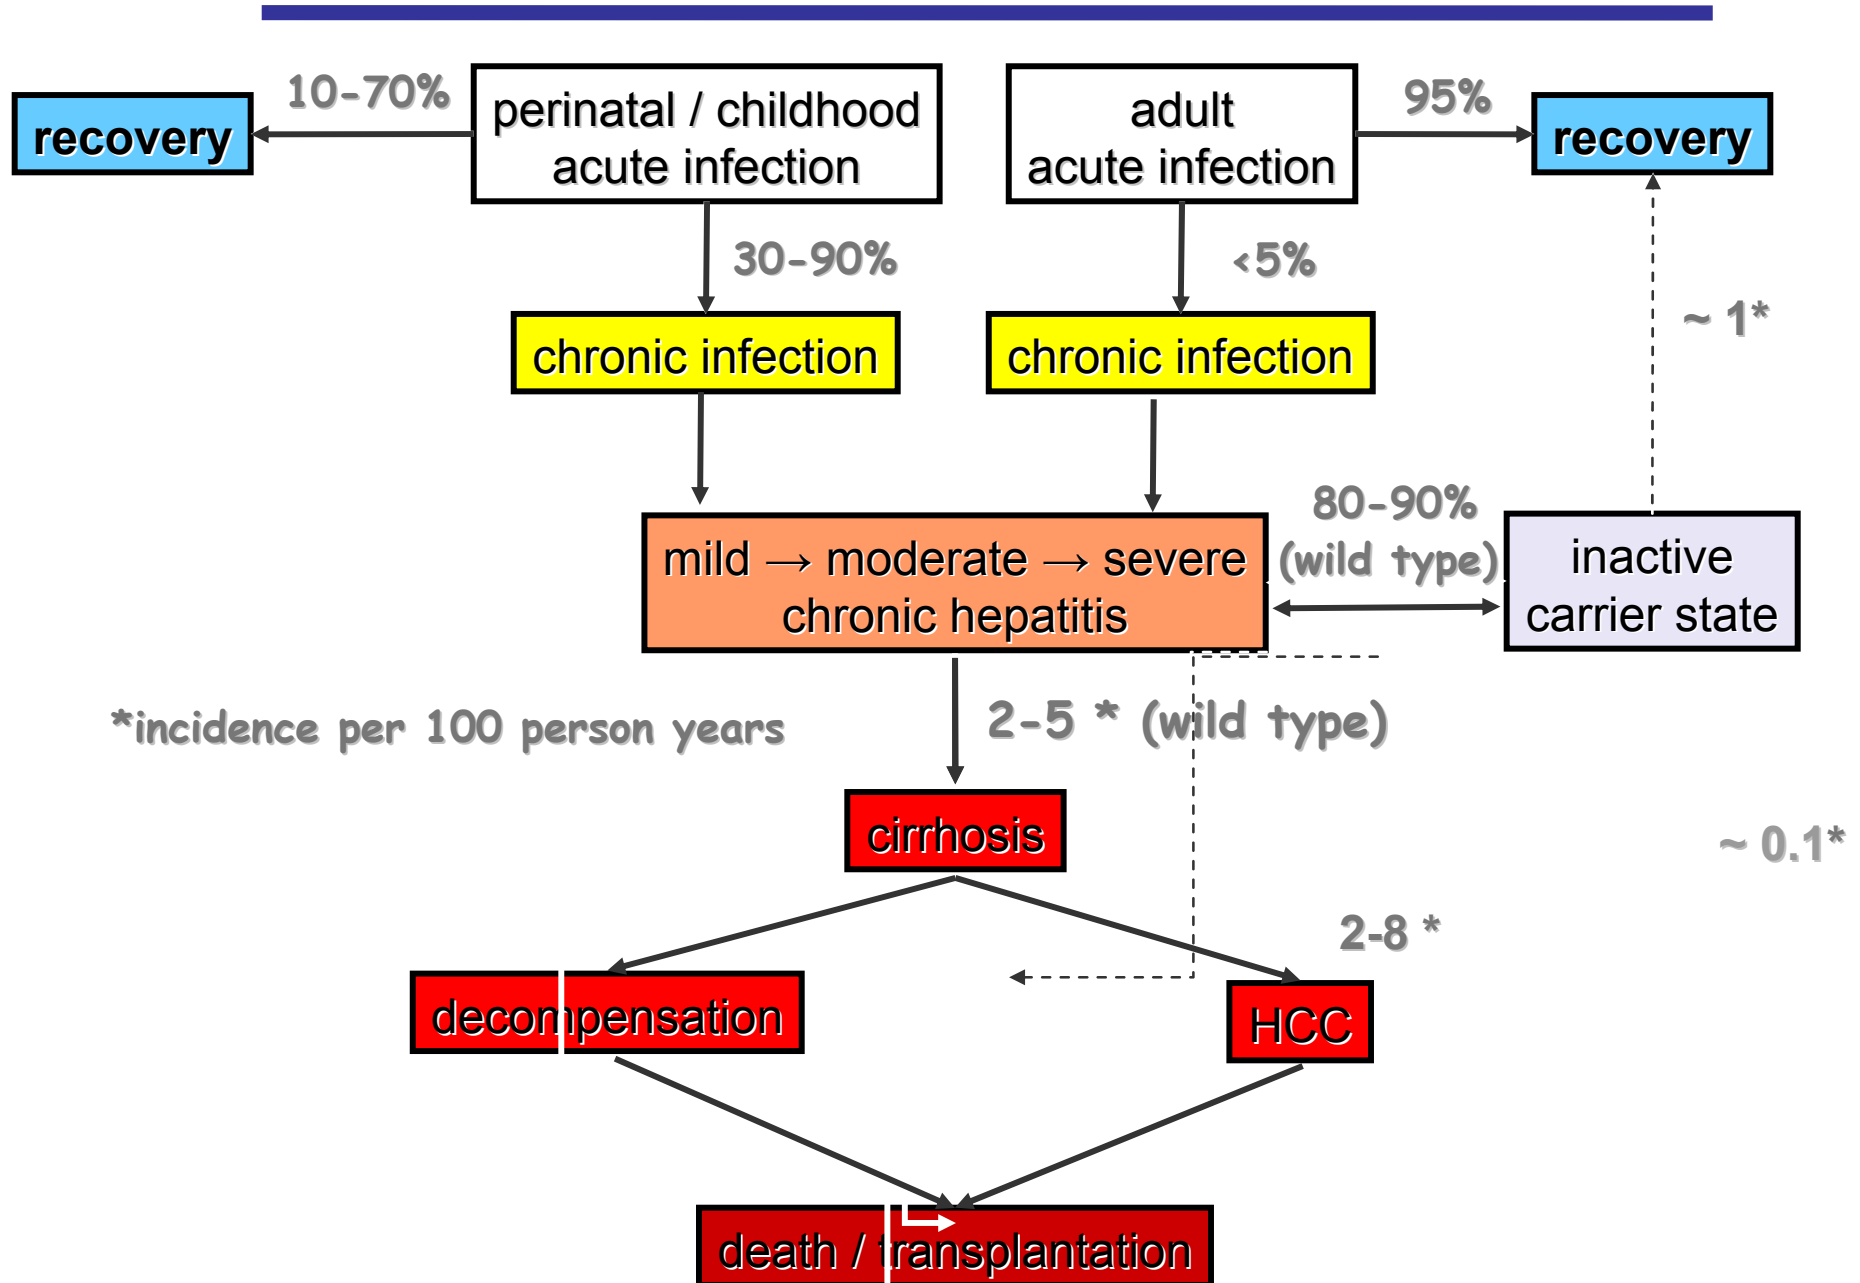 10-70%
perinatal / childhood
acute infection
adult
acute infection
95%
recovery
recovery
30-90%
<5%
~ 1*
chronic infection
chronic infection
80-90%
(wild type)
mild → moderate → severe
chronic hepatitis
inactive
carrier state
*incidence per 100 person years
2-5 * (wild type)
cirrhosis
~ 0.1*
2-8 *
decompensation
HCC
death / transplantation